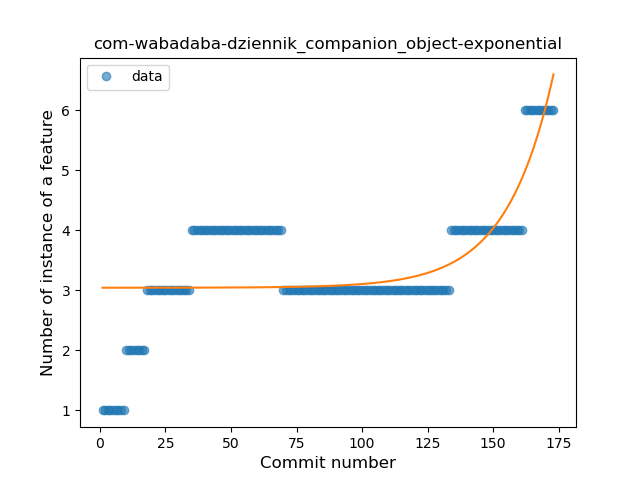 com-wabadaba-dziennik_companion_object-exponential
data
Number of instance of a feature
6
5
4
3
2
1
0 25 50 75 100 125 150 175
Commit number